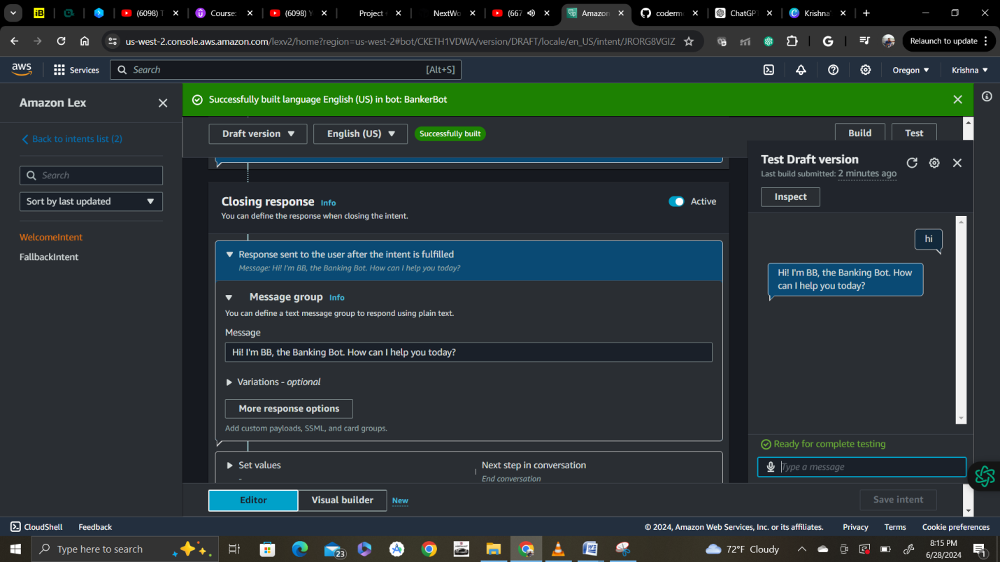 iB
(6098) T
Course:
(6098) Y
Project
NextWo
(667
Amazon
coderm
ChatGPT
Krishna'
us-west-2.console.aws.amazon.com/lexv2/home?region=us-west-2#bot/CKETH1VDWA/version/DRAFT/locale/en_US/intent/JRORG8VGIZ
Relaunch to update
aws
Services
Search
[Alt+S]
Oregon
Krishna
Amazon Lex
Successfully built language English (US) in bot: BankerBot
Back to intents list (2)
Draft version
English (US)
Successfully built
Build
Test
Search
Sort by last updated
WelcomeIntent
FallbackIntent
Closing response Info
Active
You can define the response when closing the intent.
Response sent to the user after the intent is fulfilled
Message: Hi! I'm BB, the Banking Bot. How can I help you today?
Message group Info
You can define a text message group to respond using plain text.
Message
Hi! I'm BB, the Banking Bot. How can I help you today?
Variations - optional
More response options
Add custom payloads, SSML, and card groups.
Set values
-
Next step in conversation
End conversation
Test Draft version
Last build submitted: 2 minutes ago
Inspect
hi
Hi! I'm BB, the Banking Bot. How
can I help you today?
Ready for complete testing
Type a message
Editor
Visual builder
New
Save intent
CloudShell
Feedback
© 2024, Amazon Web Services, Inc. or its affiliates.
Privacy
Terms
Cookie preferences
Type here to search
23
72°F Cloudy
8:15 PM
6/28/2024
1